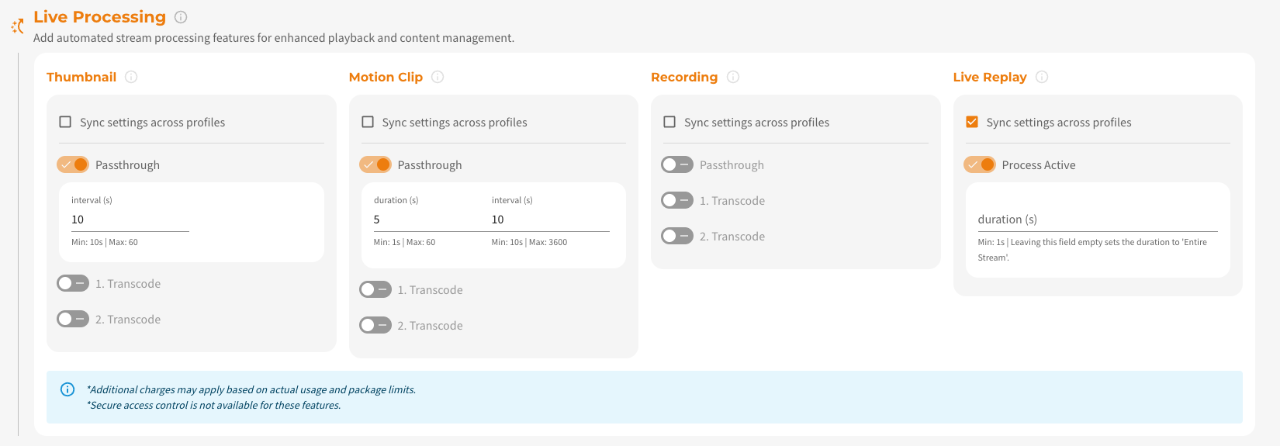 Live Processing
Add automated stream processing features for enhanced playback and content management.
Thumbnail
Sync settings across profiles
Passthrough
interval (s)
10
Min: 10s | Max: 60
1. Transcode
2. Transcode
Motion Clip
Sync settings across profiles
Passthrough
duration (s)
5
Min: 1s | Max: 60
interval (s)
10
Min: 10s | Max: 3600
1. Transcode
2. Transcode
Recording
Sync settings across profiles
Passthrough
1. Transcode
2. Transcode
Live Replay
Sync settings across profiles
Process Active
duration (s)
Min: 1s | Leaving this field empty sets the duration to 'Entire
Stream'.
*Additional charges may apply based on actual usage and package limits.
*Secure access control is not available for these features.